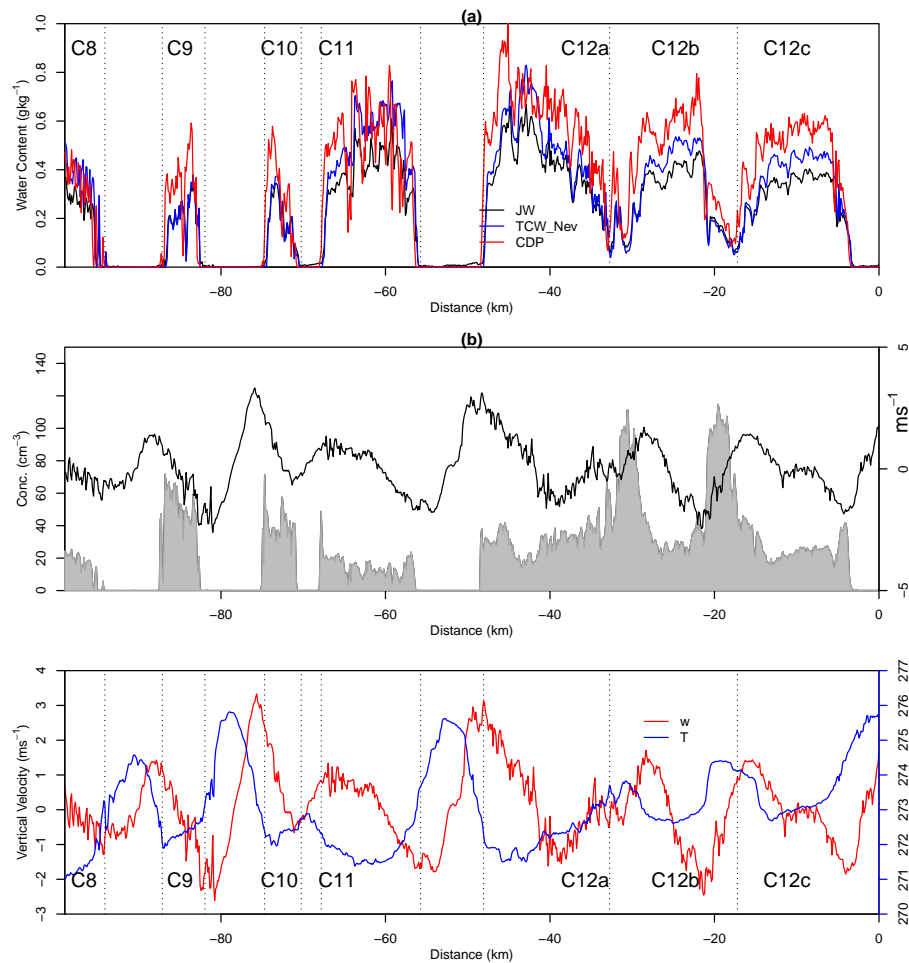 (a)
C8 C9 C10 C11 C12a C12b C12c
Water Content (gkg⁻¹)
1.0
0.8
0.6
0.4
0.2
0.0
JW
TCW_Nev
CDP
−80 −60 −40 −20 0
Distance (km)
(b)
Conc. (cm⁻³)
140
100
80
60
40
20
0
5
0
−5
ms⁻¹
−80 −60 −40 −20 0
Distance (km)
Vertical Velocity (ms⁻¹)
4
3
2
1
0
−1
−2
−3
w
T
277
276
275
274
273
272
271
270
C8 C9 C10 C11 C12a C12b C12c
−80 −60 −40 −20 0
Distance (km)